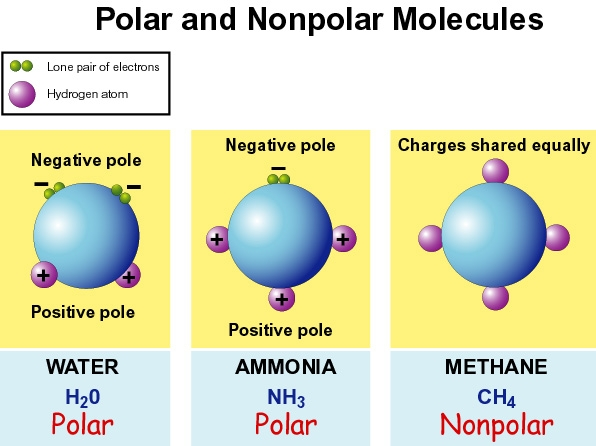 Polar and Nonpolar Molecules
Lone pair of electrons
Hydrogen atom
Negative pole
− −
+ +
Positive pole
WATER
H₂0
Polar
Negative pole
−
+ +
+
Positive pole
AMMONIA
NH₃
Polar
Charges shared equally
METHANE
CH₄
Nonpolar